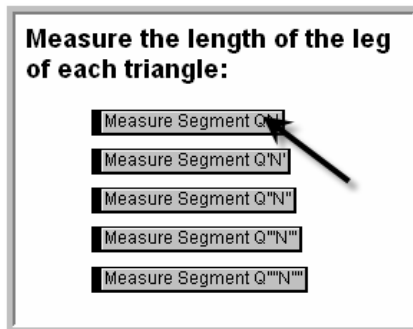 Measure the length of the leg
of each triangle:
Measure Segment QN
Measure Segment Q'N'
Measure Segment Q"N"
Measure Segment Q'"N'"
Measure Segment Q""N""